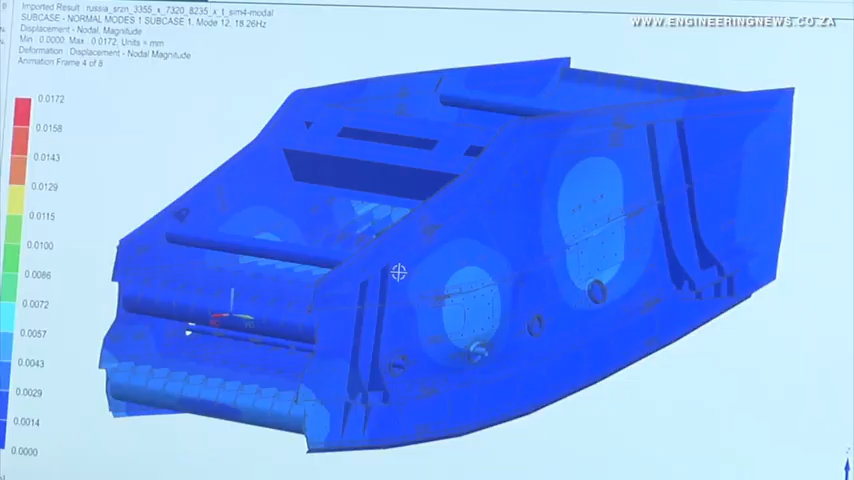 Imported Result : russia_srzn_3355_x_7320_8235_x_t_sim4-modal
SUBCASE - NORMAL MODES 1 SUBCASE 1, Mode 12, 18.26Hz
Displacement - Nodal, Magnitude
Min : 0.0000, Max : 0.0172, Units = mm
Deformation : Displacement - Nodal Magnitude
Animation Frame 4 of 8
WWW.ENGINEERINGNEWS.CO.ZA
0.0172
0.0158
0.0143
0.0129
0.0115
0.0100
0.0086
0.0072
0.0057
0.0043
0.0029
0.0014
0.0000